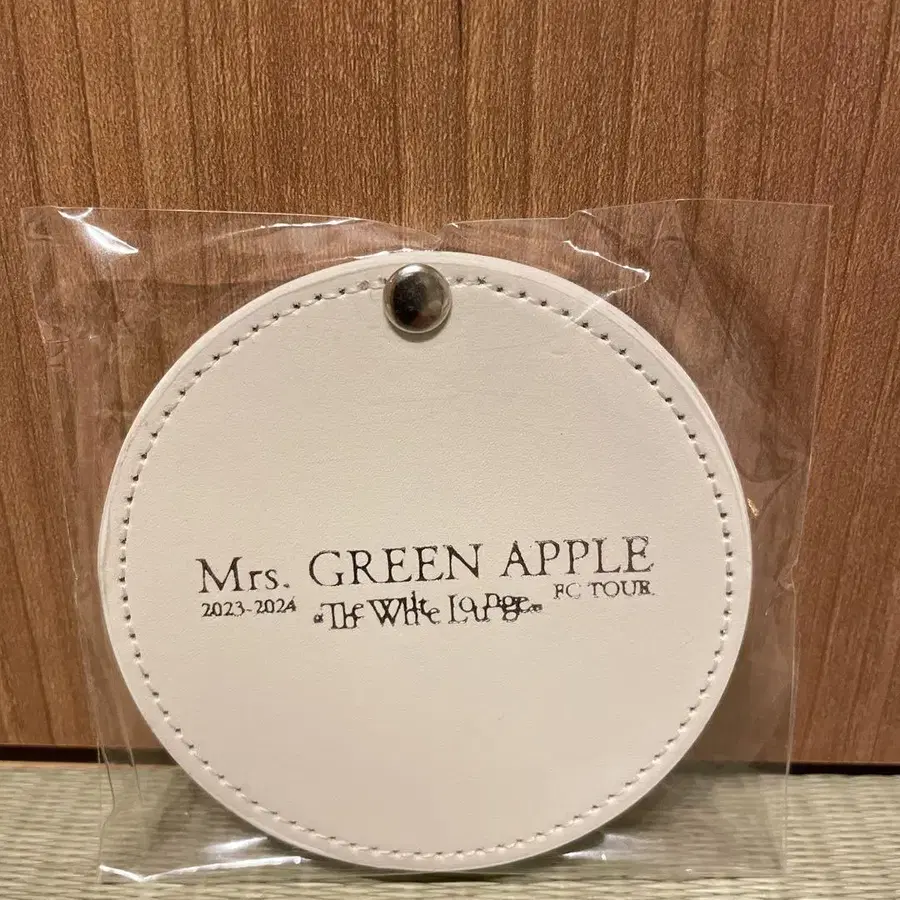 Mrs. GREEN APPLE
2023-2024 The White Lounge FC TOUR